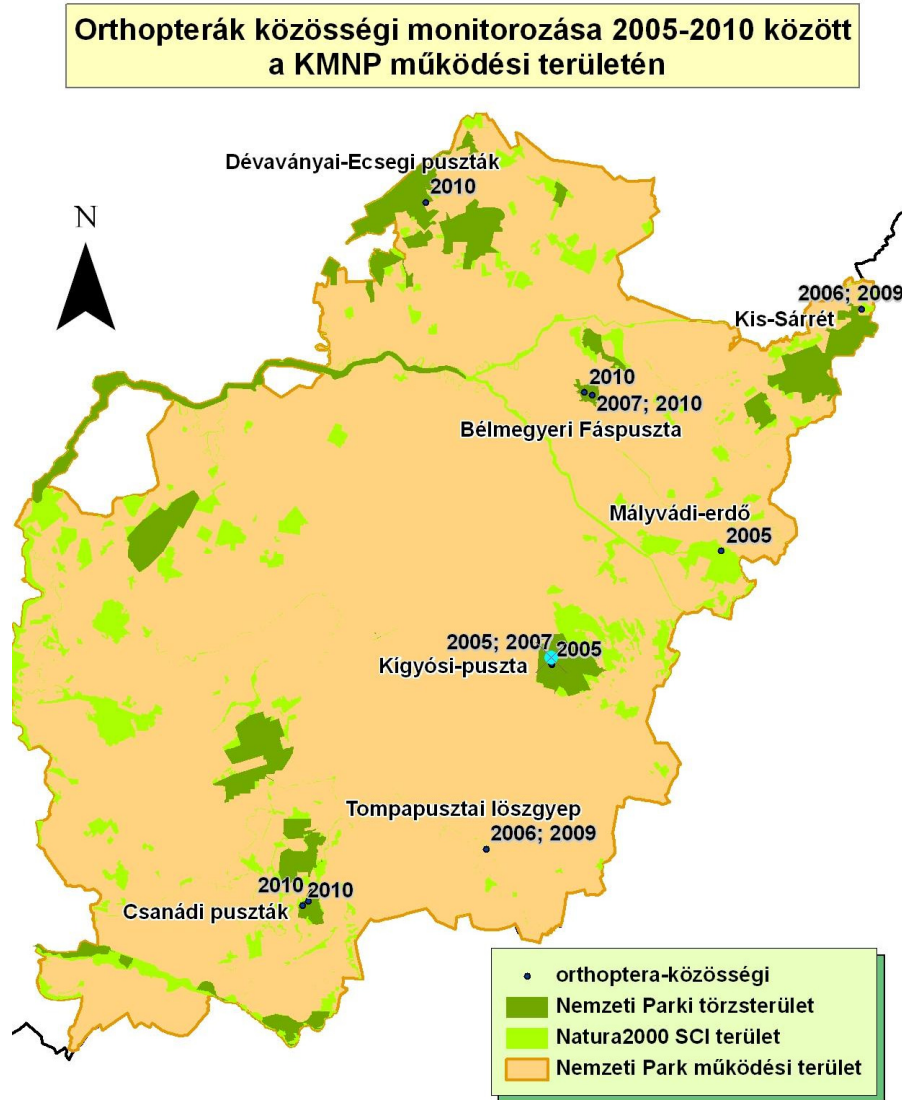 Orthopterák közösségi monitorozása 2005-2010 között
a KMNP működési területén
Dévaványai-Ecsegi puszták
2010
N
2006; 2009
Kis-Sárrét
2010
2007; 2010
Bélmegyeri Fáspuszta
Mályvádi-erdő
2005
2005; 2007
2005
Kígyósi-puszta
Tompapusztai löszgyep
2006; 2009
2010
2010
Csanádi puszták
orthoptera-közösségi
Nemzeti Parki törzsterület
Natura2000 SCI terület
Nemzeti Park működési terület